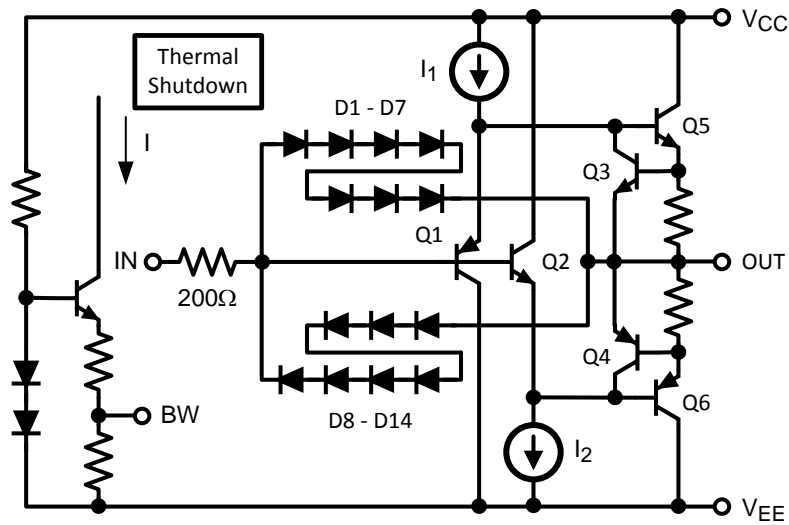 VCC
Thermal
Shutdown
I1
D1 - D7
Q5
I
Q3
Q1
IN
Q2
OUT
200Ω
Q4
BW
D8 - D14
Q6
I2
VEE